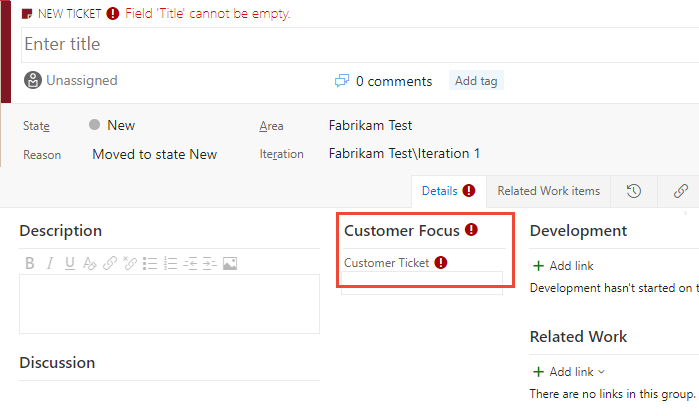 NEW TICKET Field 'Title' cannot be empty.
Enter title
Unassigned 0 comments Add tag
State New Area Fabrikam Test
Reason Moved to state New Iteration Fabrikam Test\Iteration 1
Details Related Work items
Description Customer Focus Development
B I U Customer Ticket Add link
Development hasn't started on t
Related Work
Discussion
Add link
There are no links in this group.